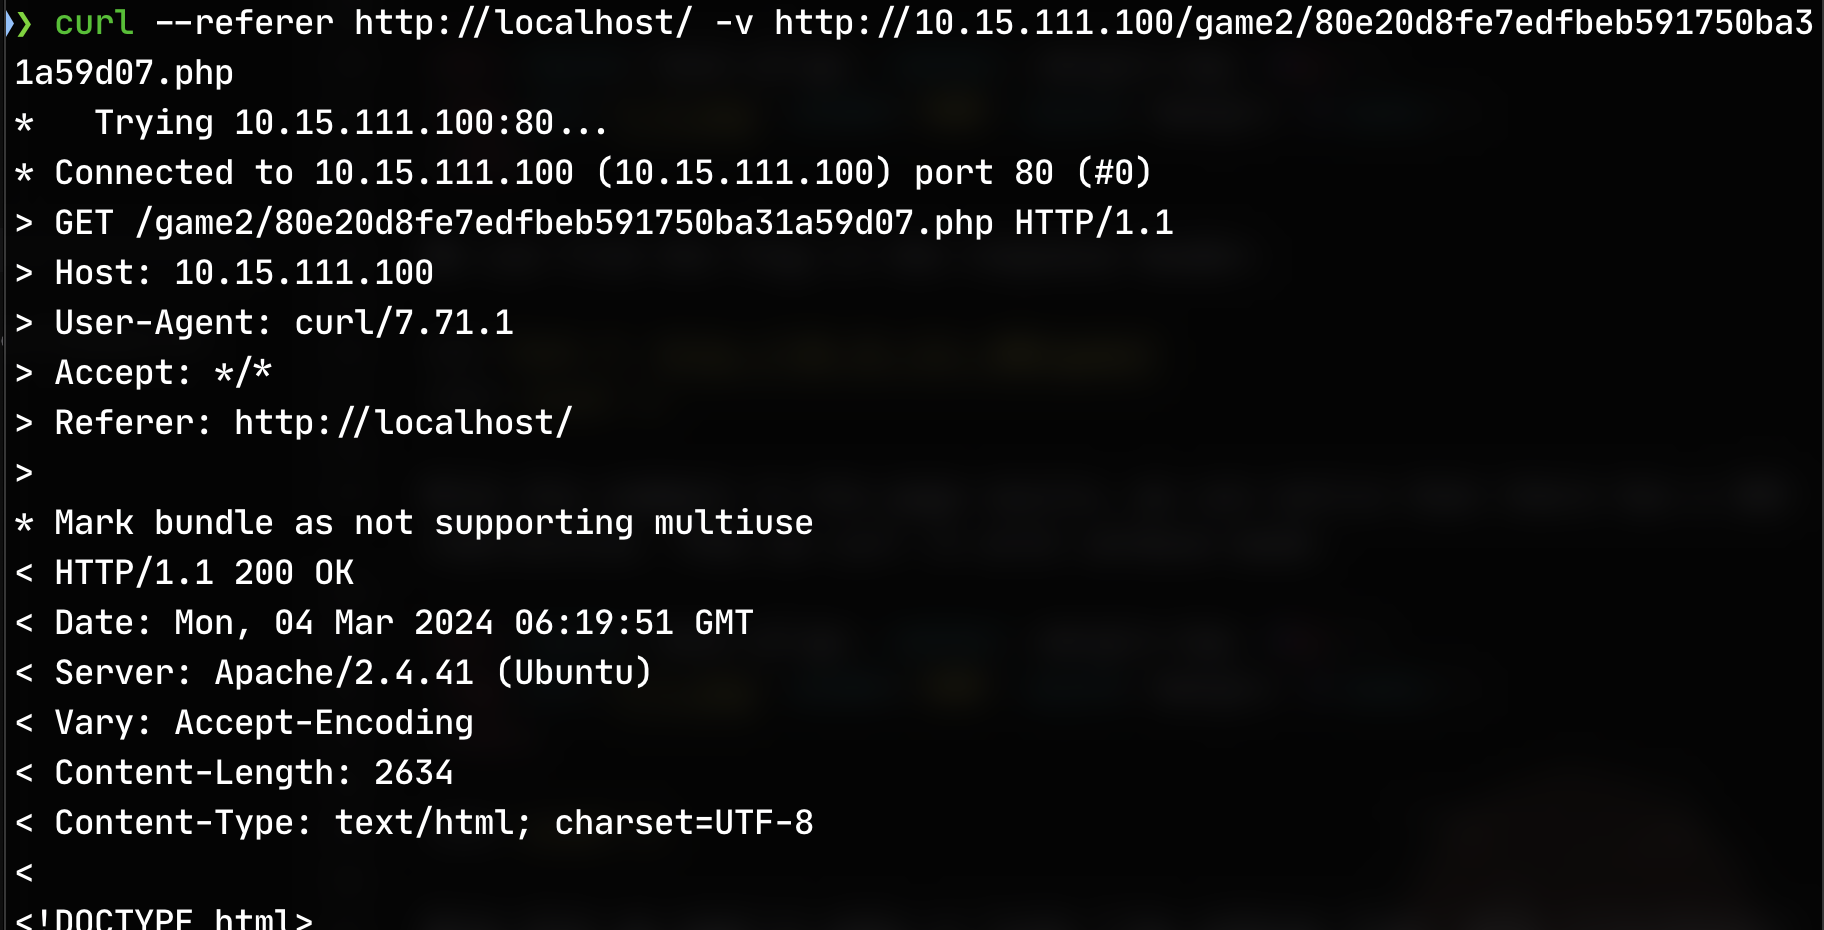 ❯ curl --referer http://localhost/ -v http://10.15.111.100/game2/80e20d8fe7edfbeb591750ba3
1a59d07.php
*   Trying 10.15.111.100:80...
* Connected to 10.15.111.100 (10.15.111.100) port 80 (#0)
> GET /game2/80e20d8fe7edfbeb591750ba31a59d07.php HTTP/1.1
> Host: 10.15.111.100
> User-Agent: curl/7.71.1
> Accept: */*
> Referer: http://localhost/
>
* Mark bundle as not supporting multiuse
< HTTP/1.1 200 OK
< Date: Mon, 04 Mar 2024 06:19:51 GMT
< Server: Apache/2.4.41 (Ubuntu)
< Vary: Accept-Encoding
< Content-Length: 2634
< Content-Type: text/html; charset=UTF-8
<
<!DOCTYPE html>